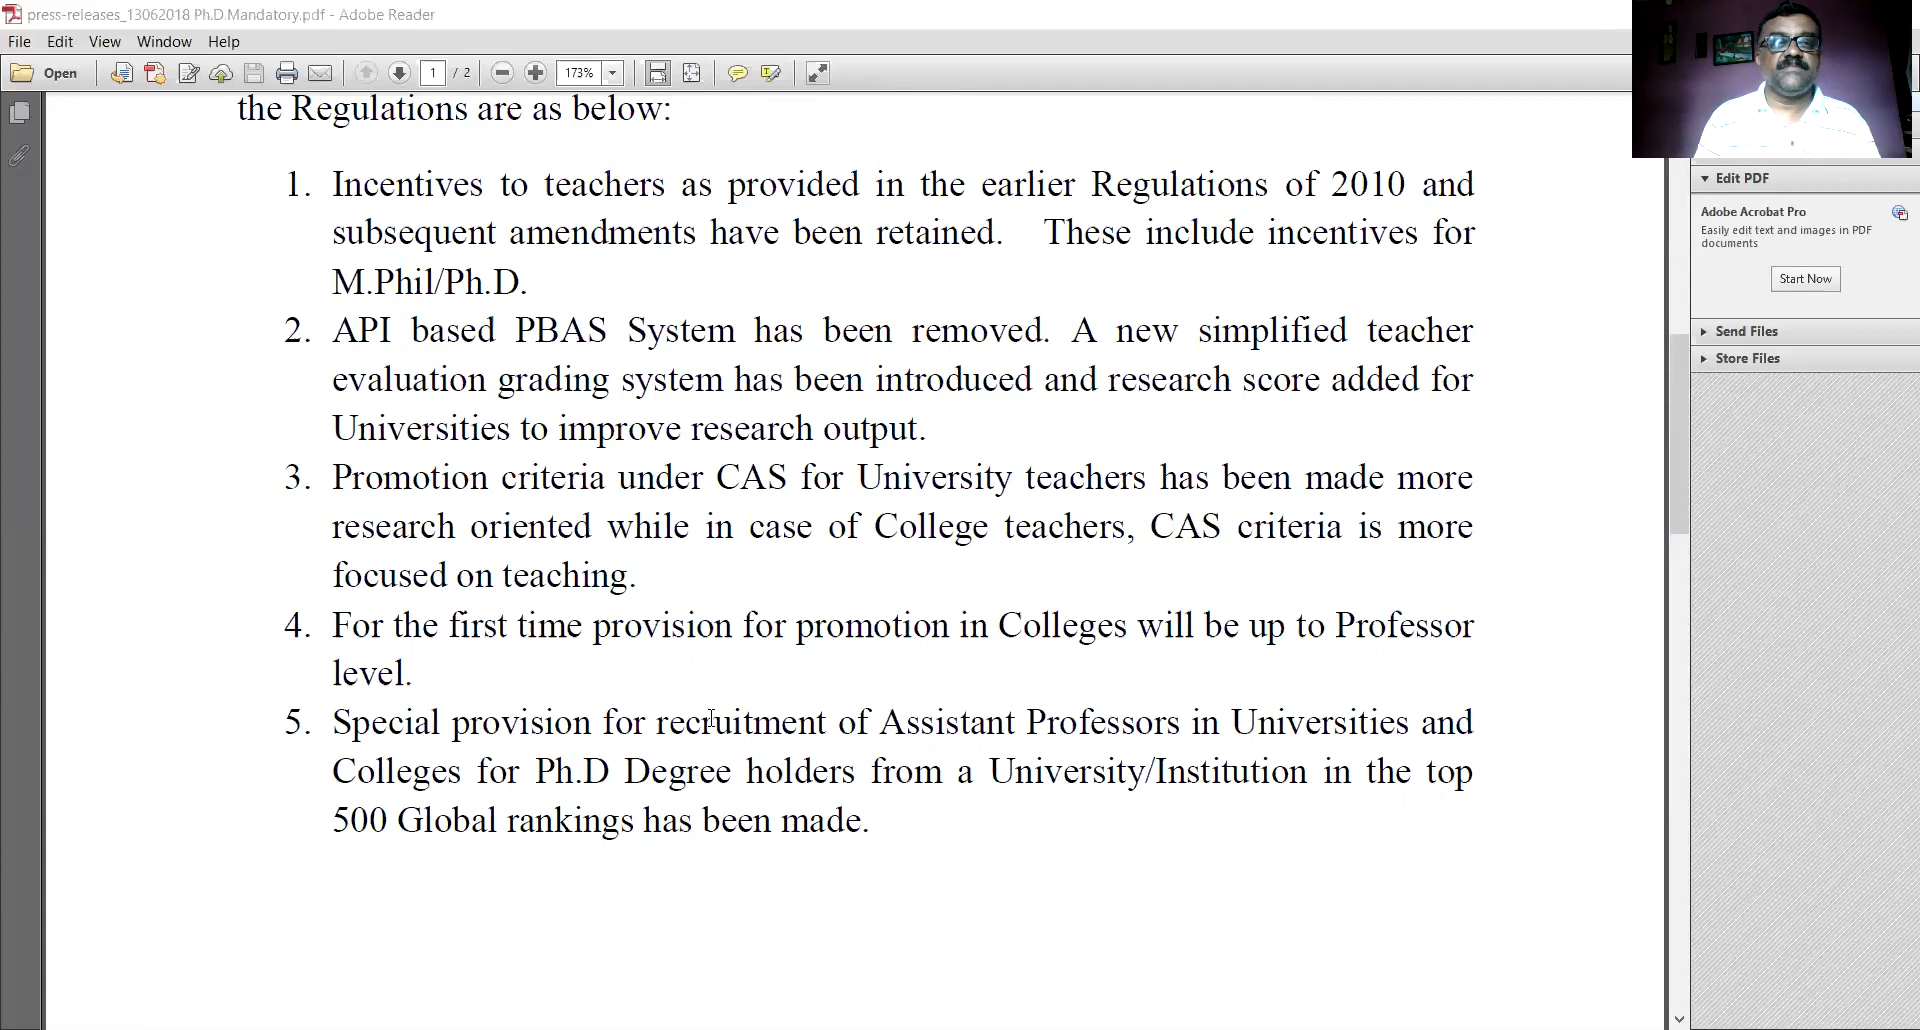 press-releases_13062018 Ph.D.Mandatory.pdf - Adobe Reader
File Edit View Window Help
Open 1 / 2 173%
the Regulations are as below:
1. Incentives to teachers as provided in the earlier Regulations of 2010 and
subsequent amendments have been retained. These include incentives for
M.Phil/Ph.D.
2. API based PBAS System has been removed. A new simplified teacher
evaluation grading system has been introduced and research score added for
Universities to improve research output.
3. Promotion criteria under CAS for University teachers has been made more
research oriented while in case of College teachers, CAS criteria is more
focused on teaching.
4. For the first time provision for promotion in Colleges will be up to Professor
level.
5. Special provision for recruitment of Assistant Professors in Universities and
Colleges for Ph.D Degree holders from a University/Institution in the top
500 Global rankings has been made.
Edit PDF
Adobe Acrobat Pro
Easily edit text and images in PDF
documents
Start Now
Send Files
Store Files